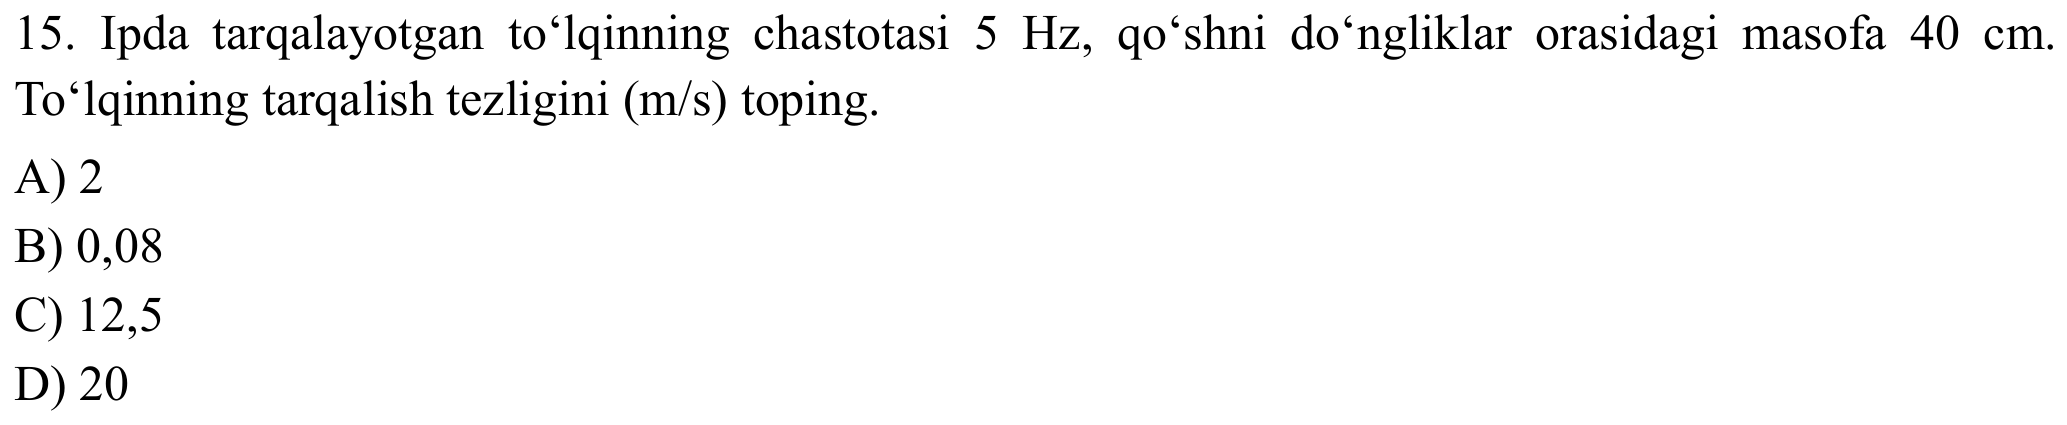 15. Ipda tarqalayotgan to‘lqinning chastotasi 5 Hz, qo‘shni do‘ngliklar orasidagi masofa 40 cm.
To‘lqinning tarqalish tezligini (m/s) toping.
A) 2
B) 0,08
C) 12,5
D) 20